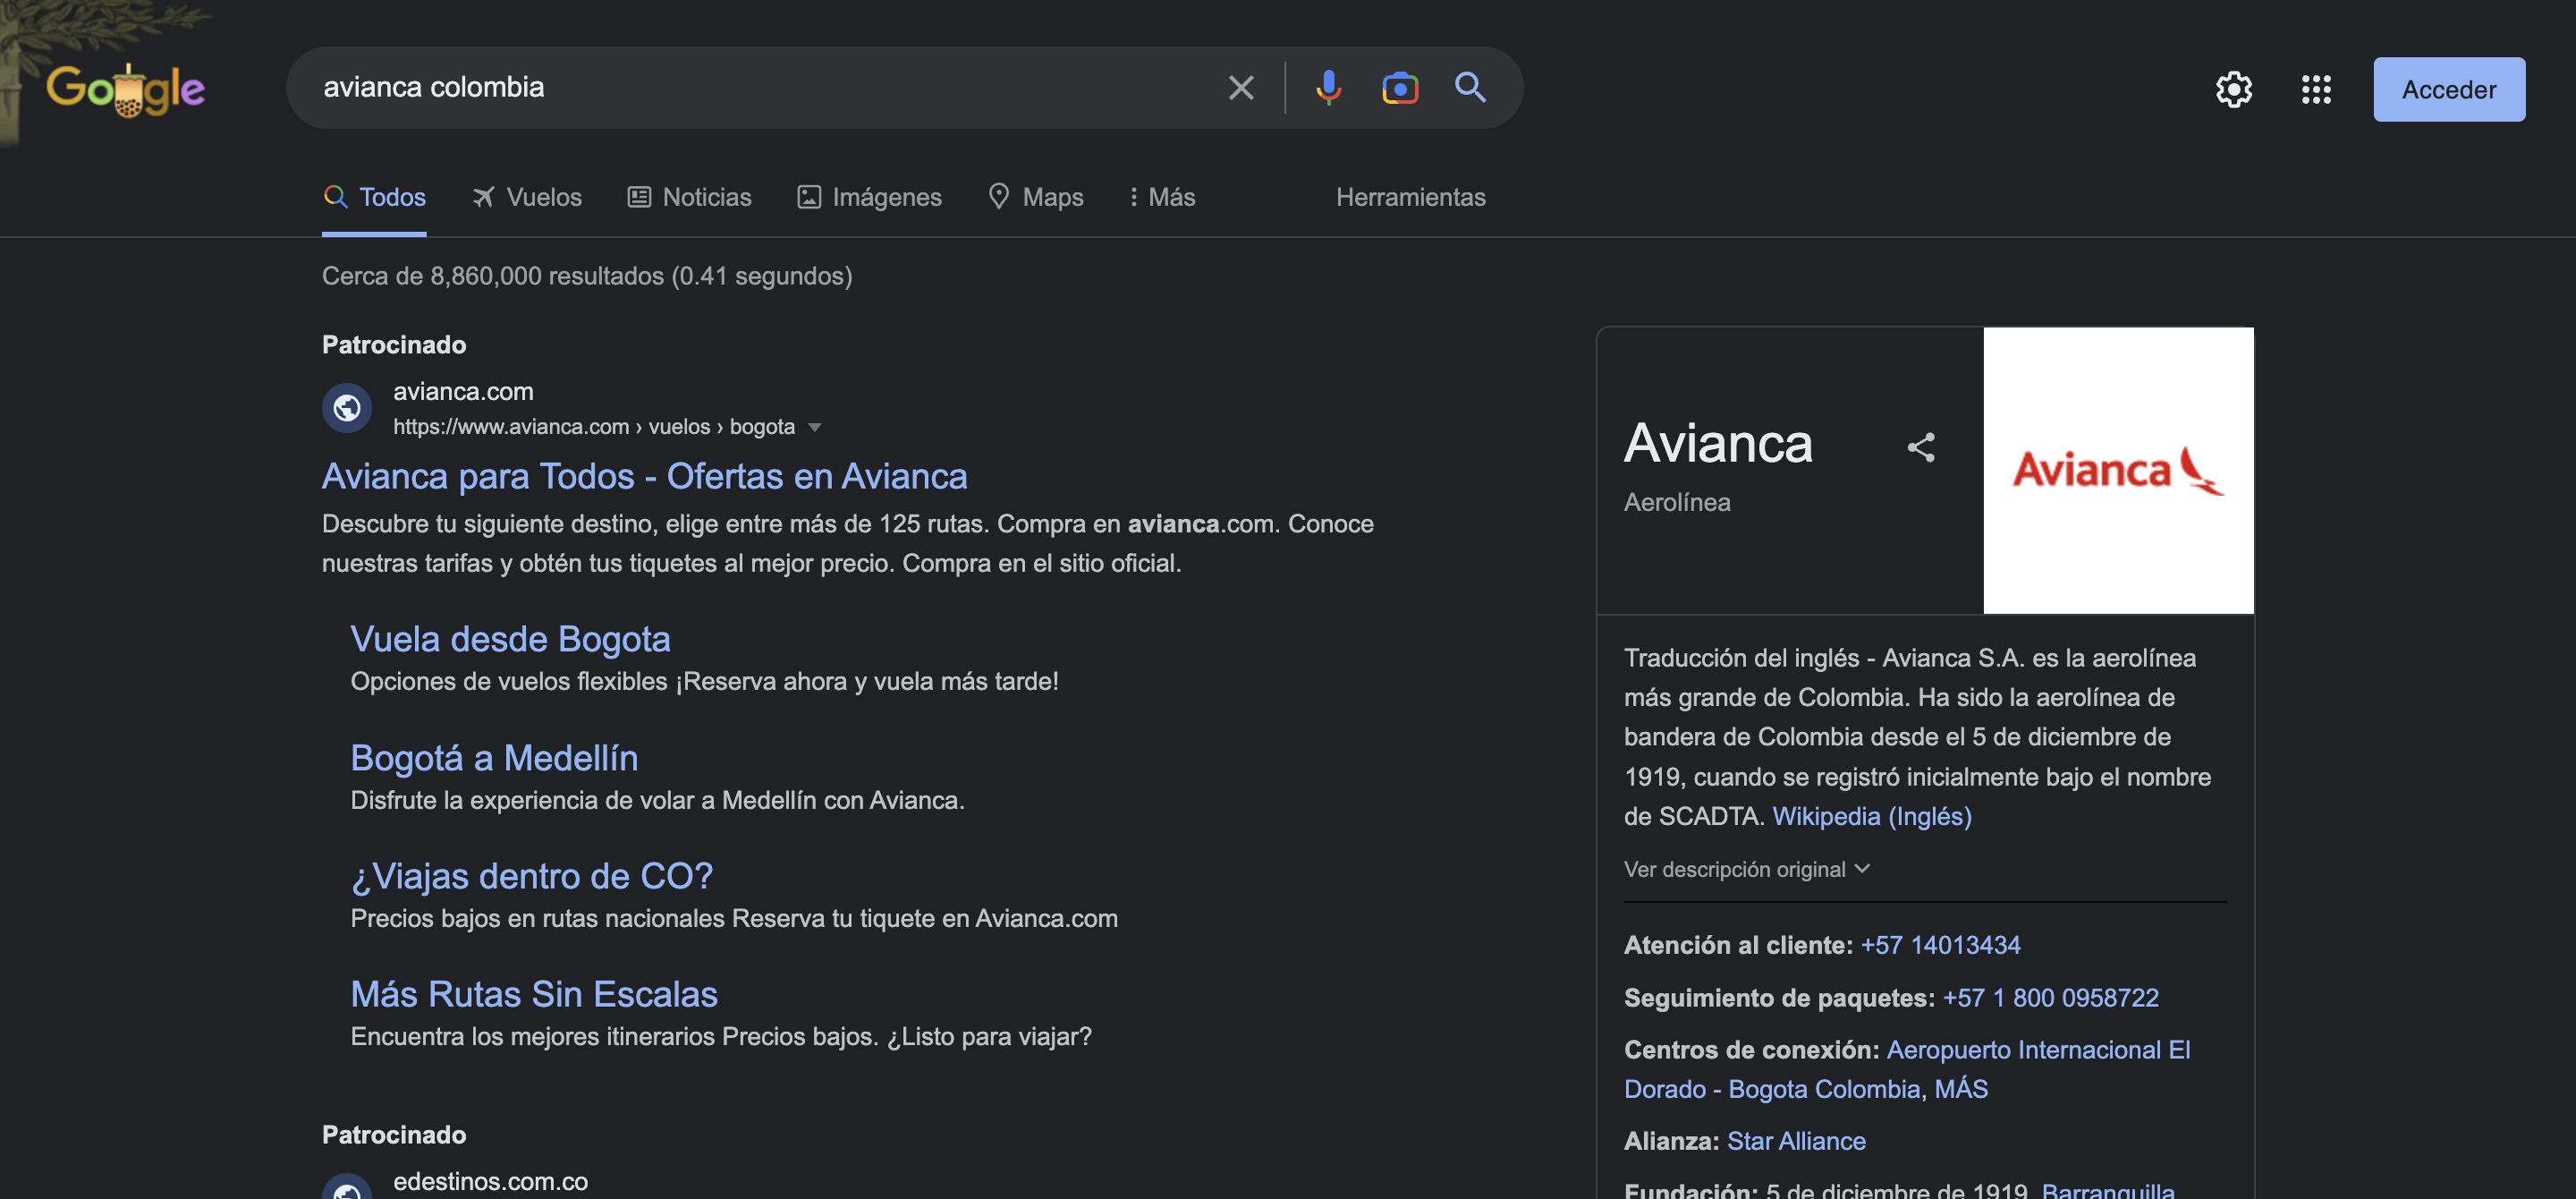 Google
avianca colombia
Acceder
Todos
Vuelos
Noticias
Imágenes
Maps
Más
Herramientas
Cerca de 8,860,000 resultados (0.41 segundos)
Patrocinado
avianca.com
https://www.avianca.com › vuelos › bogota
Avianca para Todos - Ofertas en Avianca
Descubre tu siguiente destino, elige entre más de 125 rutas. Compra en avianca.com. Conoce
nuestras tarifas y obtén tus tiquetes al mejor precio. Compra en el sitio oficial.
Vuela desde Bogota
Opciones de vuelos flexibles ¡Reserva ahora y vuela más tarde!
Bogotá a Medellín
Disfrute la experiencia de volar a Medellín con Avianca.
¿Viajas dentro de CO?
Precios bajos en rutas nacionales Reserva tu tiquete en Avianca.com
Más Rutas Sin Escalas
Encuentra los mejores itinerarios Precios bajos. ¿Listo para viajar?
Patrocinado
edestinos.com.co
Avianca
Aerolínea
Avianca
Traducción del inglés - Avianca S.A. es la aerolínea
más grande de Colombia. Ha sido la aerolínea de
bandera de Colombia desde el 5 de diciembre de
1919, cuando se registró inicialmente bajo el nombre
de SCADTA. Wikipedia (Inglés)
Ver descripción original
Atención al cliente: +57 14013434
Seguimiento de paquetes: +57 1 800 0958722
Centros de conexión: Aeropuerto Internacional El
Dorado - Bogota Colombia, MÁS
Alianza: Star Alliance
Fundación: 5 de diciembre de 1919, Barranquilla